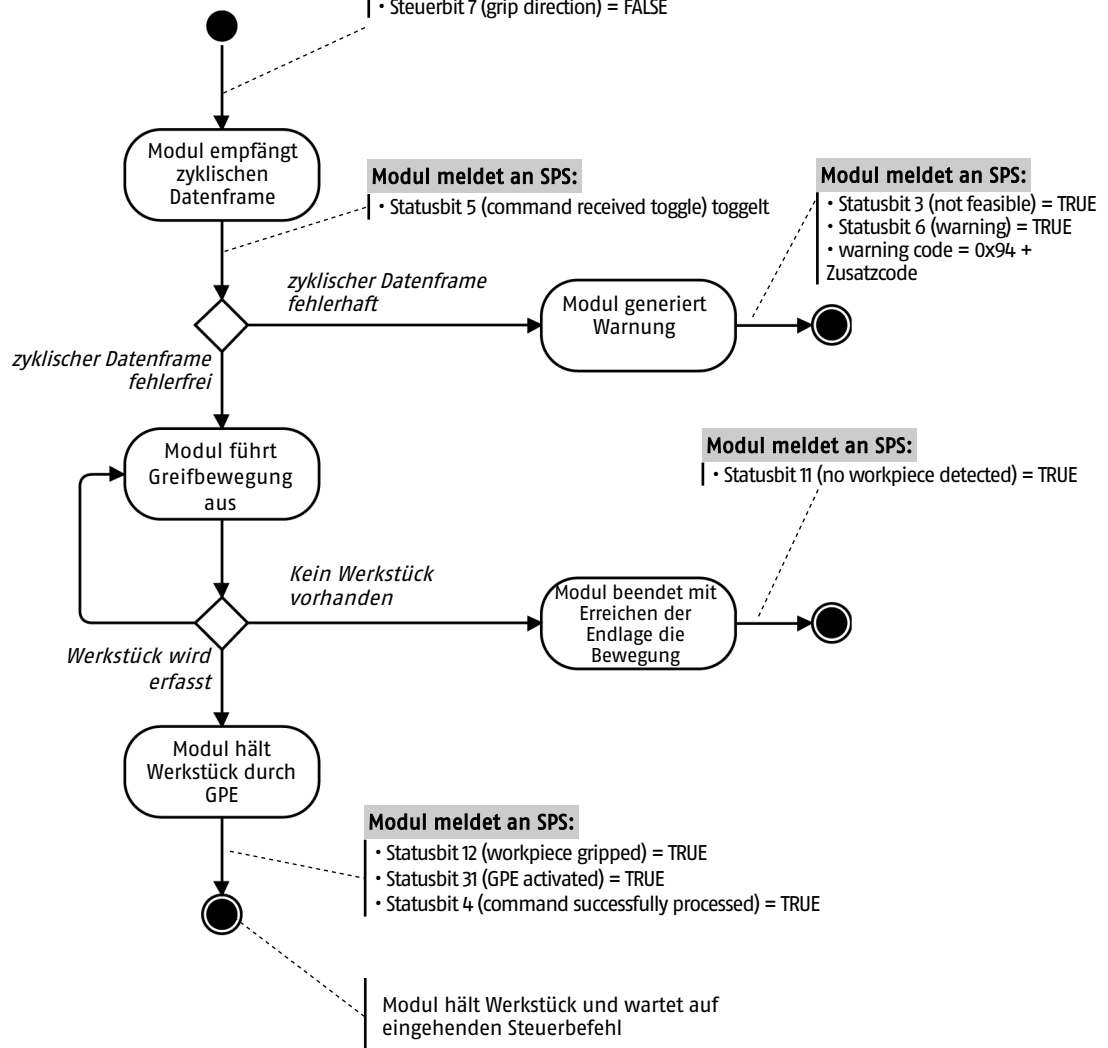 • Steuerbit 7 (grip direction) = FALSE
Modul empfängt
zyklischen
Datenframe
Modul meldet an SPS:
• Statusbit 5 (command received toggle) toggelt
Modul meldet an SPS:
• Statusbit 3 (not feasible) = TRUE
• Statusbit 6 (warning) = TRUE
• warning code = 0x94 +
Zusatzcode
zyklischer Datenframe
fehlerhaft
Modul generiert
Warnung
zyklischer Datenframe
fehlerfrei
Modul führt
Greifbewegung
aus
Modul meldet an SPS:
• Statusbit 11 (no workpiece detected) = TRUE
Kein Werkstück
vorhanden
Modul beendet mit
Erreichen der
Endlage die
Bewegung
Werkstück wird
erfasst
Modul hält
Werkstück durch
GPE
Modul meldet an SPS:
• Statusbit 12 (workpiece gripped) = TRUE
• Statusbit 31 (GPE activated) = TRUE
• Statusbit 4 (command successfully processed) = TRUE
Modul hält Werkstück und wartet auf
eingehenden Steuerbefehl